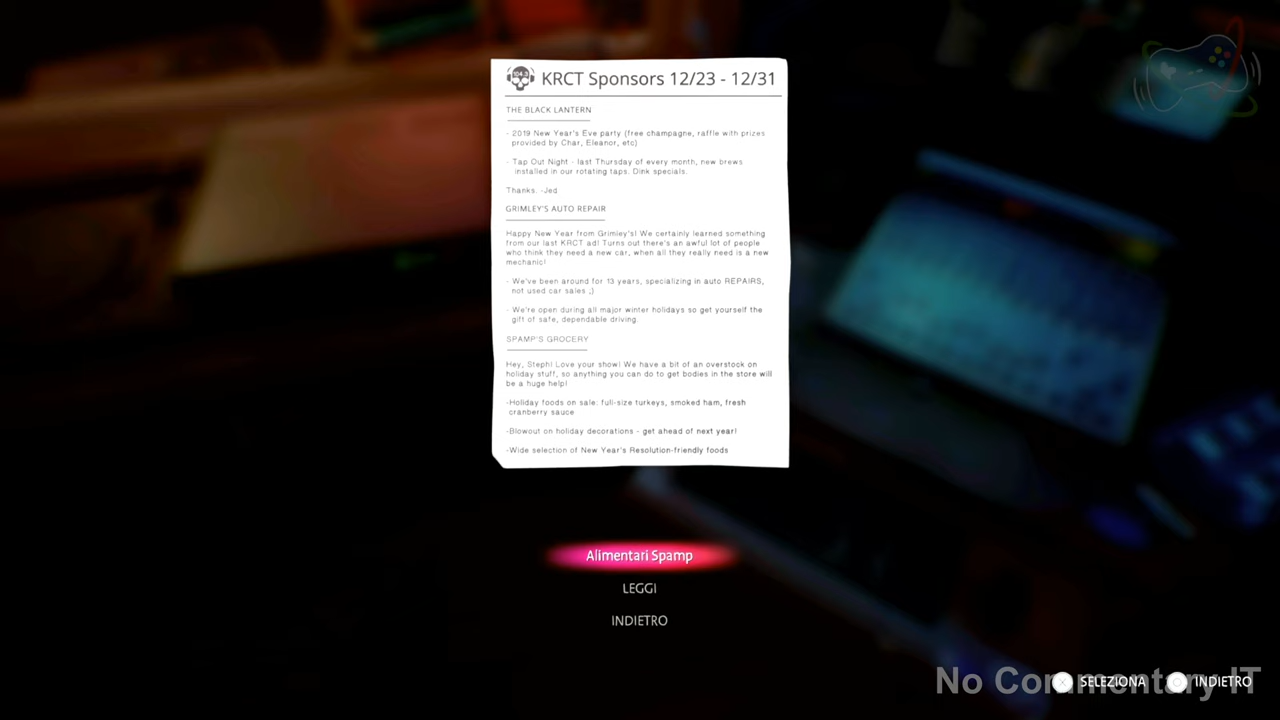 104.3
KRCT Sponsors 12/23 - 12/31
THE BLACK LANTERN
- 2019 New Year's Eve party (free champagne, raffle with prizes
provided by Char, Eleanor, etc)
- Tap Out Night - last Thursday of every month, new brews
installed in our rotating taps. Dink specials.
Thanks. -Jed
GRIMLEY'S AUTO REPAIR
Happy New Year from Grimley's! We certainly learned something
from our last KRCT ad! Turns out there's an awful lot of people
who think they need a new car, when all they really need is a new
mechanic!
- We've been around for 13 years, specializing in auto REPAIRS,
not used car sales ;)
- We're open during all major winter holidays so get yourself the
gift of safe, dependable driving.
SPAMP'S GROCERY
Hey, Steph! Love your show! We have a bit of an overstock on
holiday stuff, so anything you can do to get bodies in the store will
be a huge help!
-Holiday foods on sale: full-size turkeys, smoked ham, fresh
cranberry sauce
-Blowout on holiday decorations - get ahead of next year!
-Wide selection of New Year's Resolution-friendly foods
Alimentari Spamp
LEGGI
INDIETRO
No Commentary IT
SELEZIONA INDIETRO